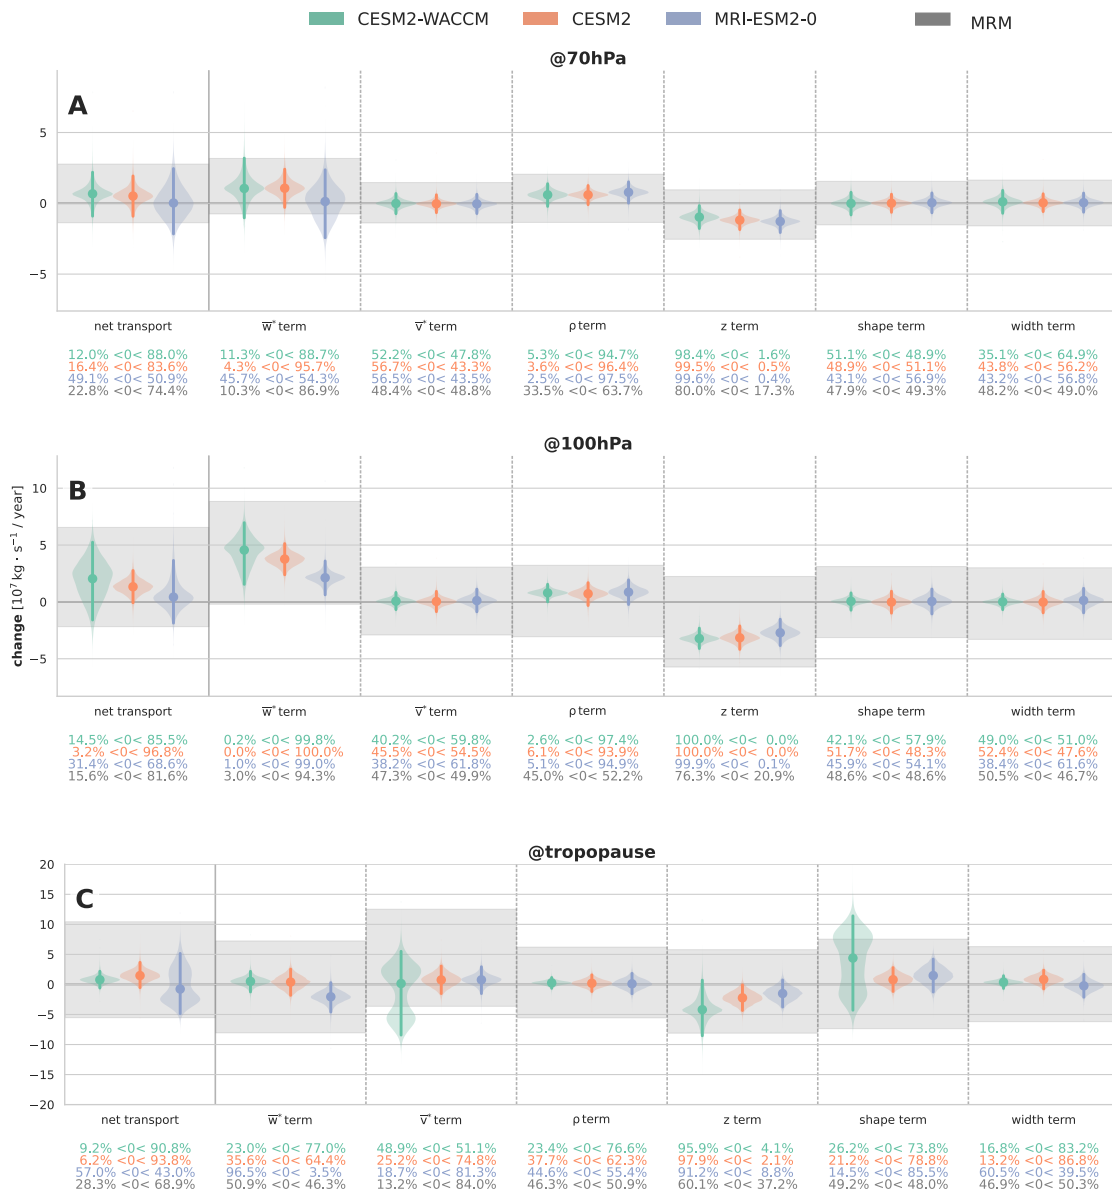 CESM2-WACCM CESM2 MRI-ESM2-0 MRM
@70hPa
A
5
0
−5
net transport w̅* term v̅* term ρ term z term shape term width term
12.0% <0< 88.0% 11.3% <0< 88.7% 52.2% <0< 47.8% 5.3% <0< 94.7% 98.4% <0< 1.6% 51.1% <0< 48.9% 35.1% <0< 64.9%
16.4% <0< 83.6% 4.3% <0< 95.7% 56.7% <0< 43.3% 3.6% <0< 96.4% 99.5% <0< 0.5% 48.9% <0< 51.1% 43.8% <0< 56.2%
49.1% <0< 50.9% 45.7% <0< 54.3% 56.5% <0< 43.5% 2.5% <0< 97.5% 99.6% <0< 0.4% 43.1% <0< 56.9% 43.2% <0< 56.8%
22.8% <0< 74.4% 10.3% <0< 86.9% 48.4% <0< 48.8% 33.5% <0< 63.7% 80.0% <0< 17.3% 47.9% <0< 49.3% 48.2% <0< 49.0%
@100hPa
B
change [10⁷ kg · s⁻¹ / year]
10
5
0
−5
net transport w̅* term v̅* term ρ term z term shape term width term
14.5% <0< 85.5% 0.2% <0< 99.8% 40.2% <0< 59.8% 2.6% <0< 97.4% 100.0% <0< 0.0% 42.1% <0< 57.9% 49.0% <0< 51.0%
3.2% <0< 96.8% 0.0% <0< 100.0% 45.5% <0< 54.5% 6.1% <0< 93.9% 100.0% <0< 0.0% 51.7% <0< 48.3% 52.4% <0< 47.6%
31.4% <0< 68.6% 1.0% <0< 99.0% 38.2% <0< 61.8% 5.1% <0< 94.9% 99.9% <0< 0.1% 45.9% <0< 54.1% 38.4% <0< 61.6%
15.6% <0< 81.6% 3.0% <0< 94.3% 47.3% <0< 49.9% 45.0% <0< 52.2% 76.3% <0< 20.9% 48.6% <0< 48.6% 50.5% <0< 46.7%
@tropopause
C
20
15
10
5
0
−5
−10
−15
−20
net transport w̅* term v̅* term ρ term z term shape term width term
9.2% <0< 90.8% 23.0% <0< 77.0% 48.9% <0< 51.1% 23.4% <0< 76.6% 95.9% <0< 4.1% 26.2% <0< 73.8% 16.8% <0< 83.2%
6.2% <0< 93.8% 35.6% <0< 64.4% 25.2% <0< 74.8% 37.7% <0< 62.3% 97.9% <0< 2.1% 21.2% <0< 78.8% 13.2% <0< 86.8%
57.0% <0< 43.0% 96.5% <0< 3.5% 18.7% <0< 81.3% 44.6% <0< 55.4% 91.2% <0< 8.8% 14.5% <0< 85.5% 60.5% <0< 39.5%
28.3% <0< 68.9% 50.9% <0< 46.3% 13.2% <0< 84.0% 46.3% <0< 50.9% 60.1% <0< 37.2% 49.2% <0< 48.0% 46.9% <0< 50.3%